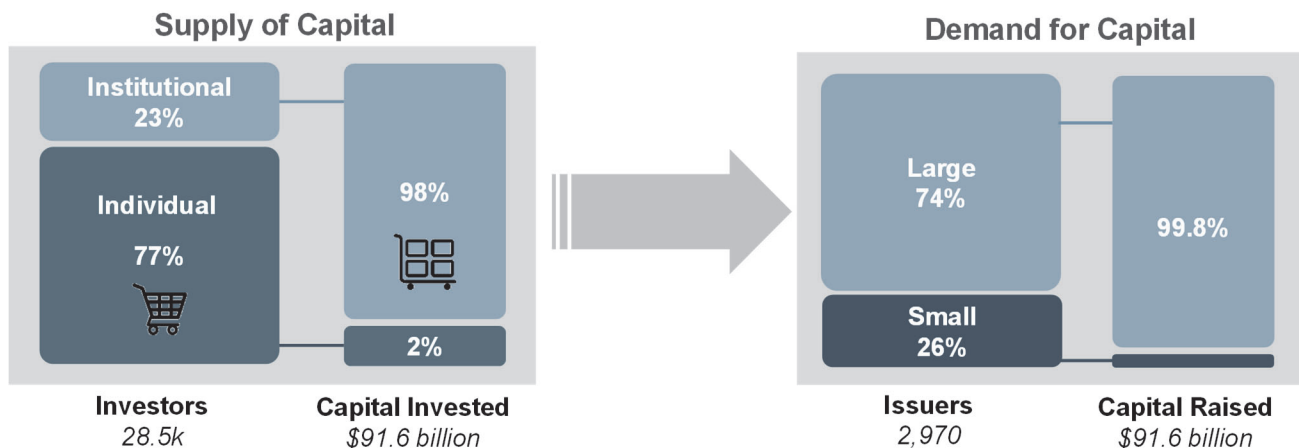 Supply of Capital
Institutional
23%
Individual
77%
98%
2%
Investors
28.5k
Capital Invested
$91.6 billion
Demand for Capital
Large
74%
Small
26%
99.8%
Issuers
2,970
Capital Raised
$91.6 billion